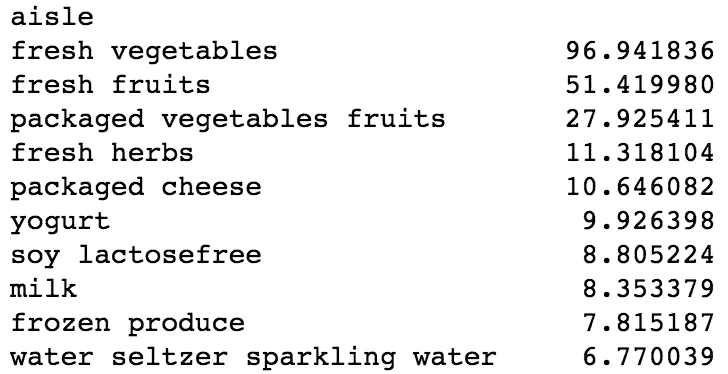 aisle
fresh vegetables 96.941836
fresh fruits 51.419980
packaged vegetables fruits 27.925411
fresh herbs 11.318104
packaged cheese 10.646082
yogurt 9.926398
soy lactosefree 8.805224
milk 8.353379
frozen produce 7.815187
water seltzer sparkling water 6.770039